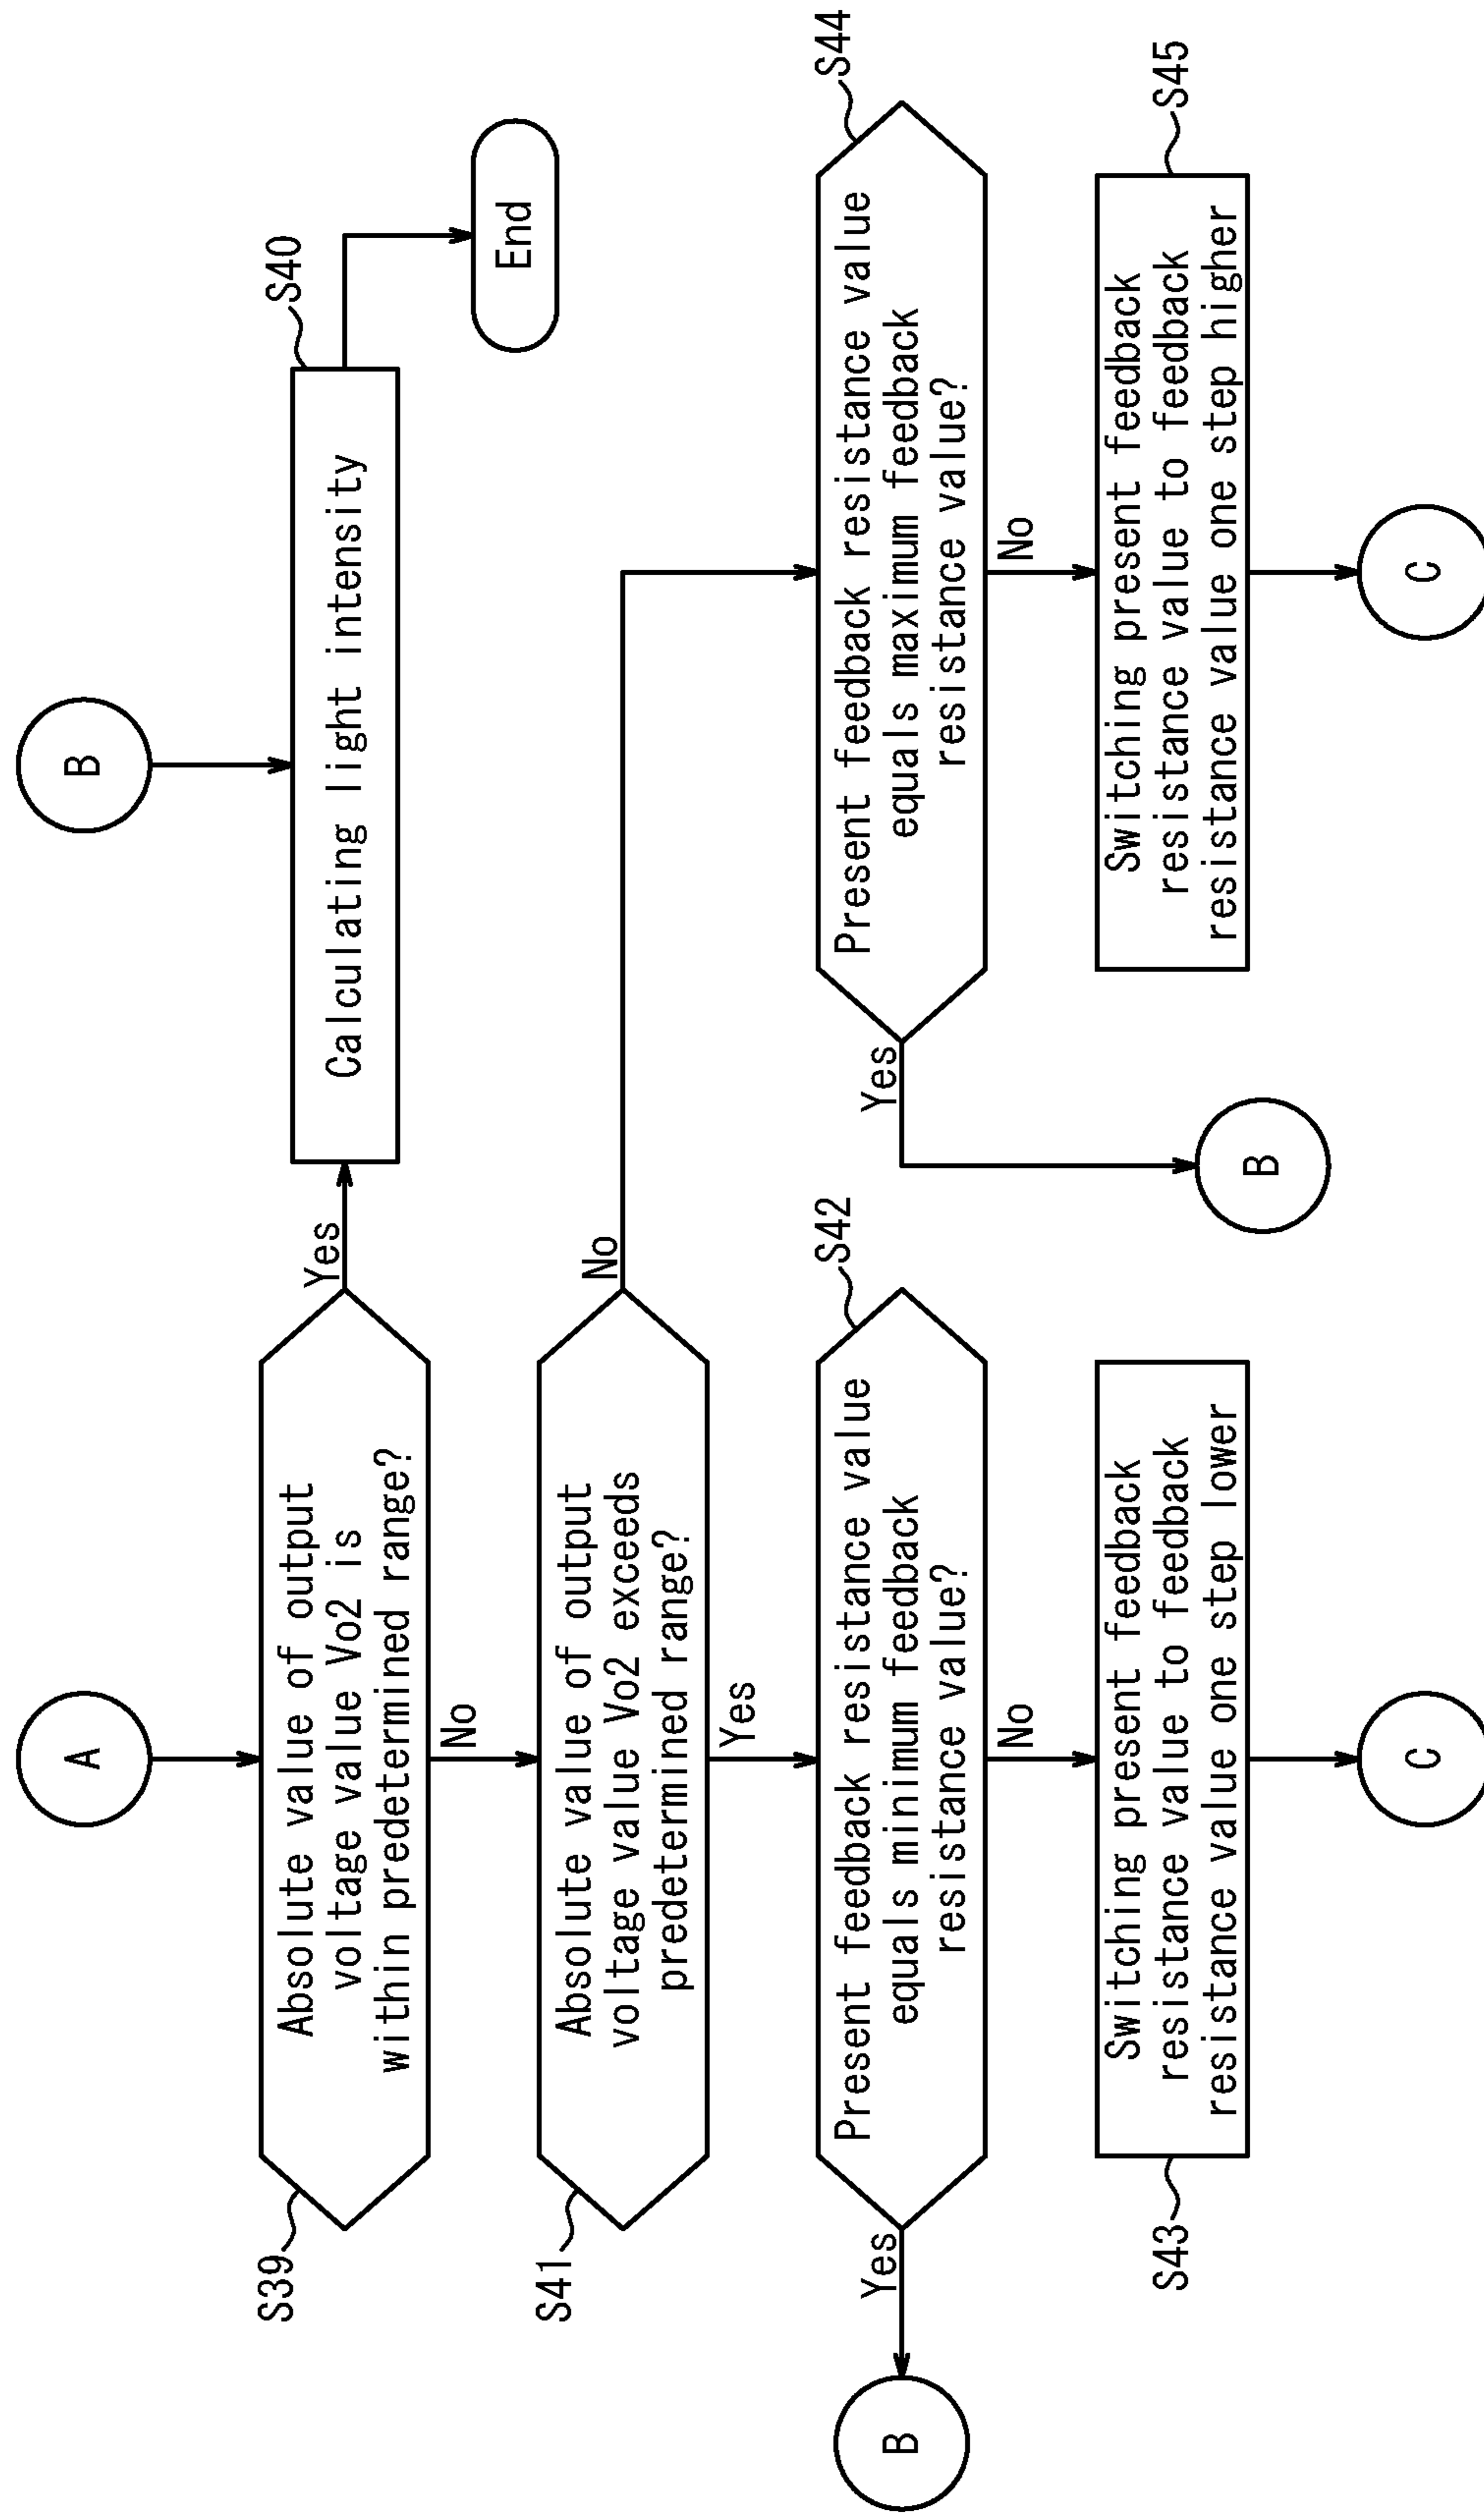 A
S39
Absolute value of output
voltage value Vo2 is
within predetermined range?
Yes
No
B
S40
Calculating light intensity
End
S41
Absolute value of output
voltage value Vo2 exceeds
predetermined range?
No
Yes
S42
Present feedback resistance value
equals minimum feedback
resistance value?
Yes
B
No
S43
Switching present feedback
resistance value to feedback
resistance value one step lower
C
S44
Present feedback resistance value
equals maximum feedback
resistance value?
Yes
B
No
S45
Switching present feedback
resistance value to feedback
resistance value one step higher
C